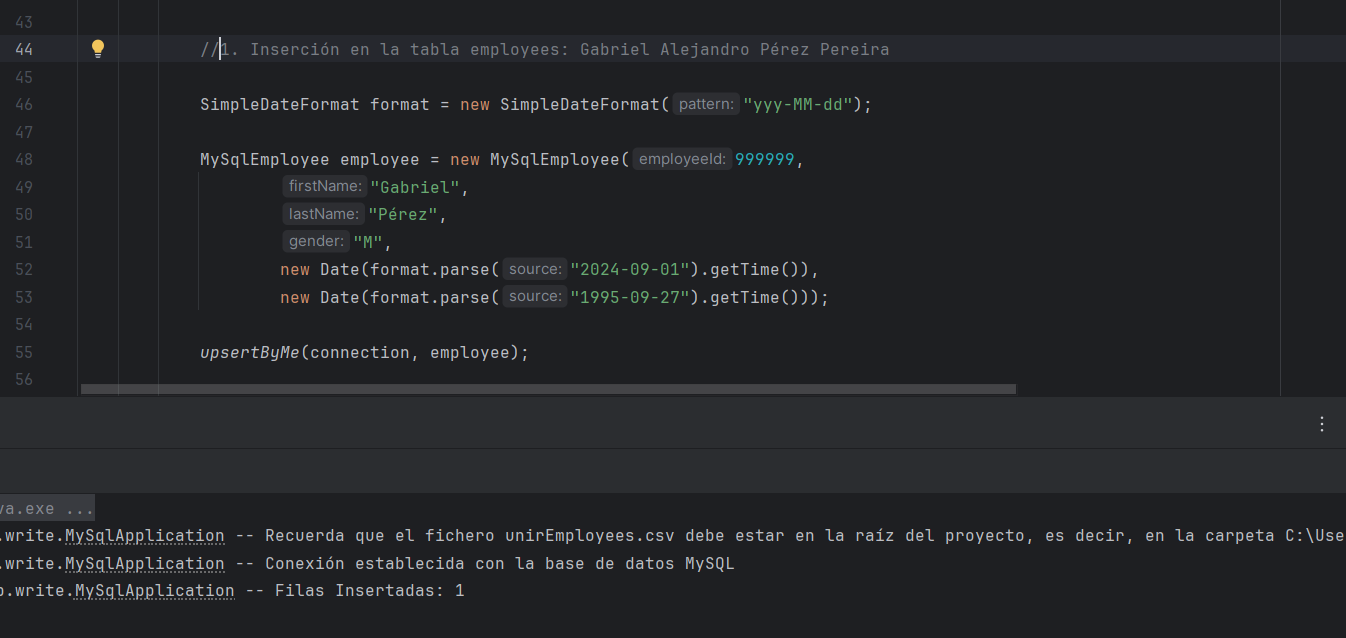 43
44 //1. Inserción en la tabla employees: Gabriel Alejandro Pérez Pereira
45
46 SimpleDateFormat format = new SimpleDateFormat( pattern: "yyy-MM-dd");
47
48 MySqlEmployee employee = new MySqlEmployee( employeeId: 999999,
49 firstName: "Gabriel",
50 lastName: "Pérez",
51 gender: "M",
52 new Date(format.parse( source: "2024-09-01").getTime()),
53 new Date(format.parse( source: "1995-09-27").getTime()));
54
55 upsertByMe(connection, employee);
56
va.exe ...
.write.MySqlApplication -- Recuerda que el fichero unirEmployees.csv debe estar en la raíz del proyecto, es decir, en la carpeta C:\Use
.write.MySqlApplication -- Conexión establecida con la base de datos MySQL
o.write.MySqlApplication -- Filas Insertadas: 1